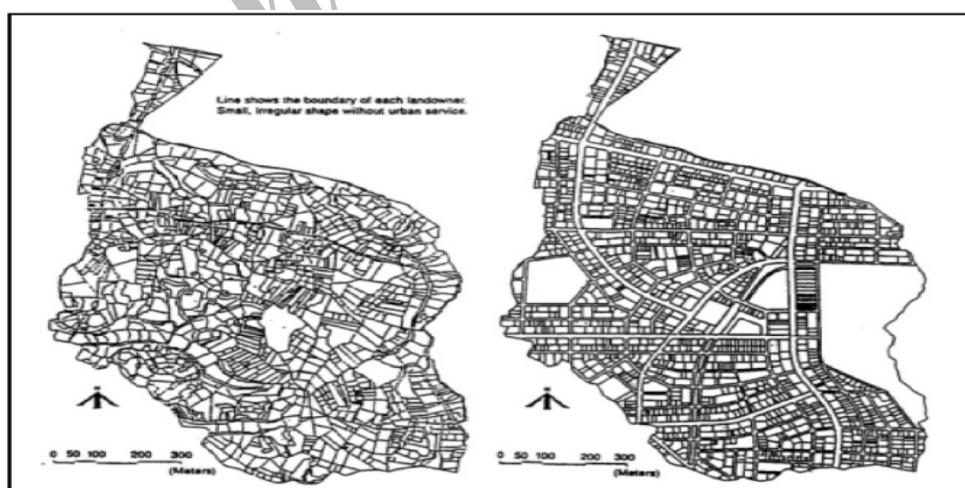 Line shows the boundary of each landowner.
Small, irregular shape without urban service.
0 50 100 200 300
(Meters)
0 50 100 200 300
(Meters)